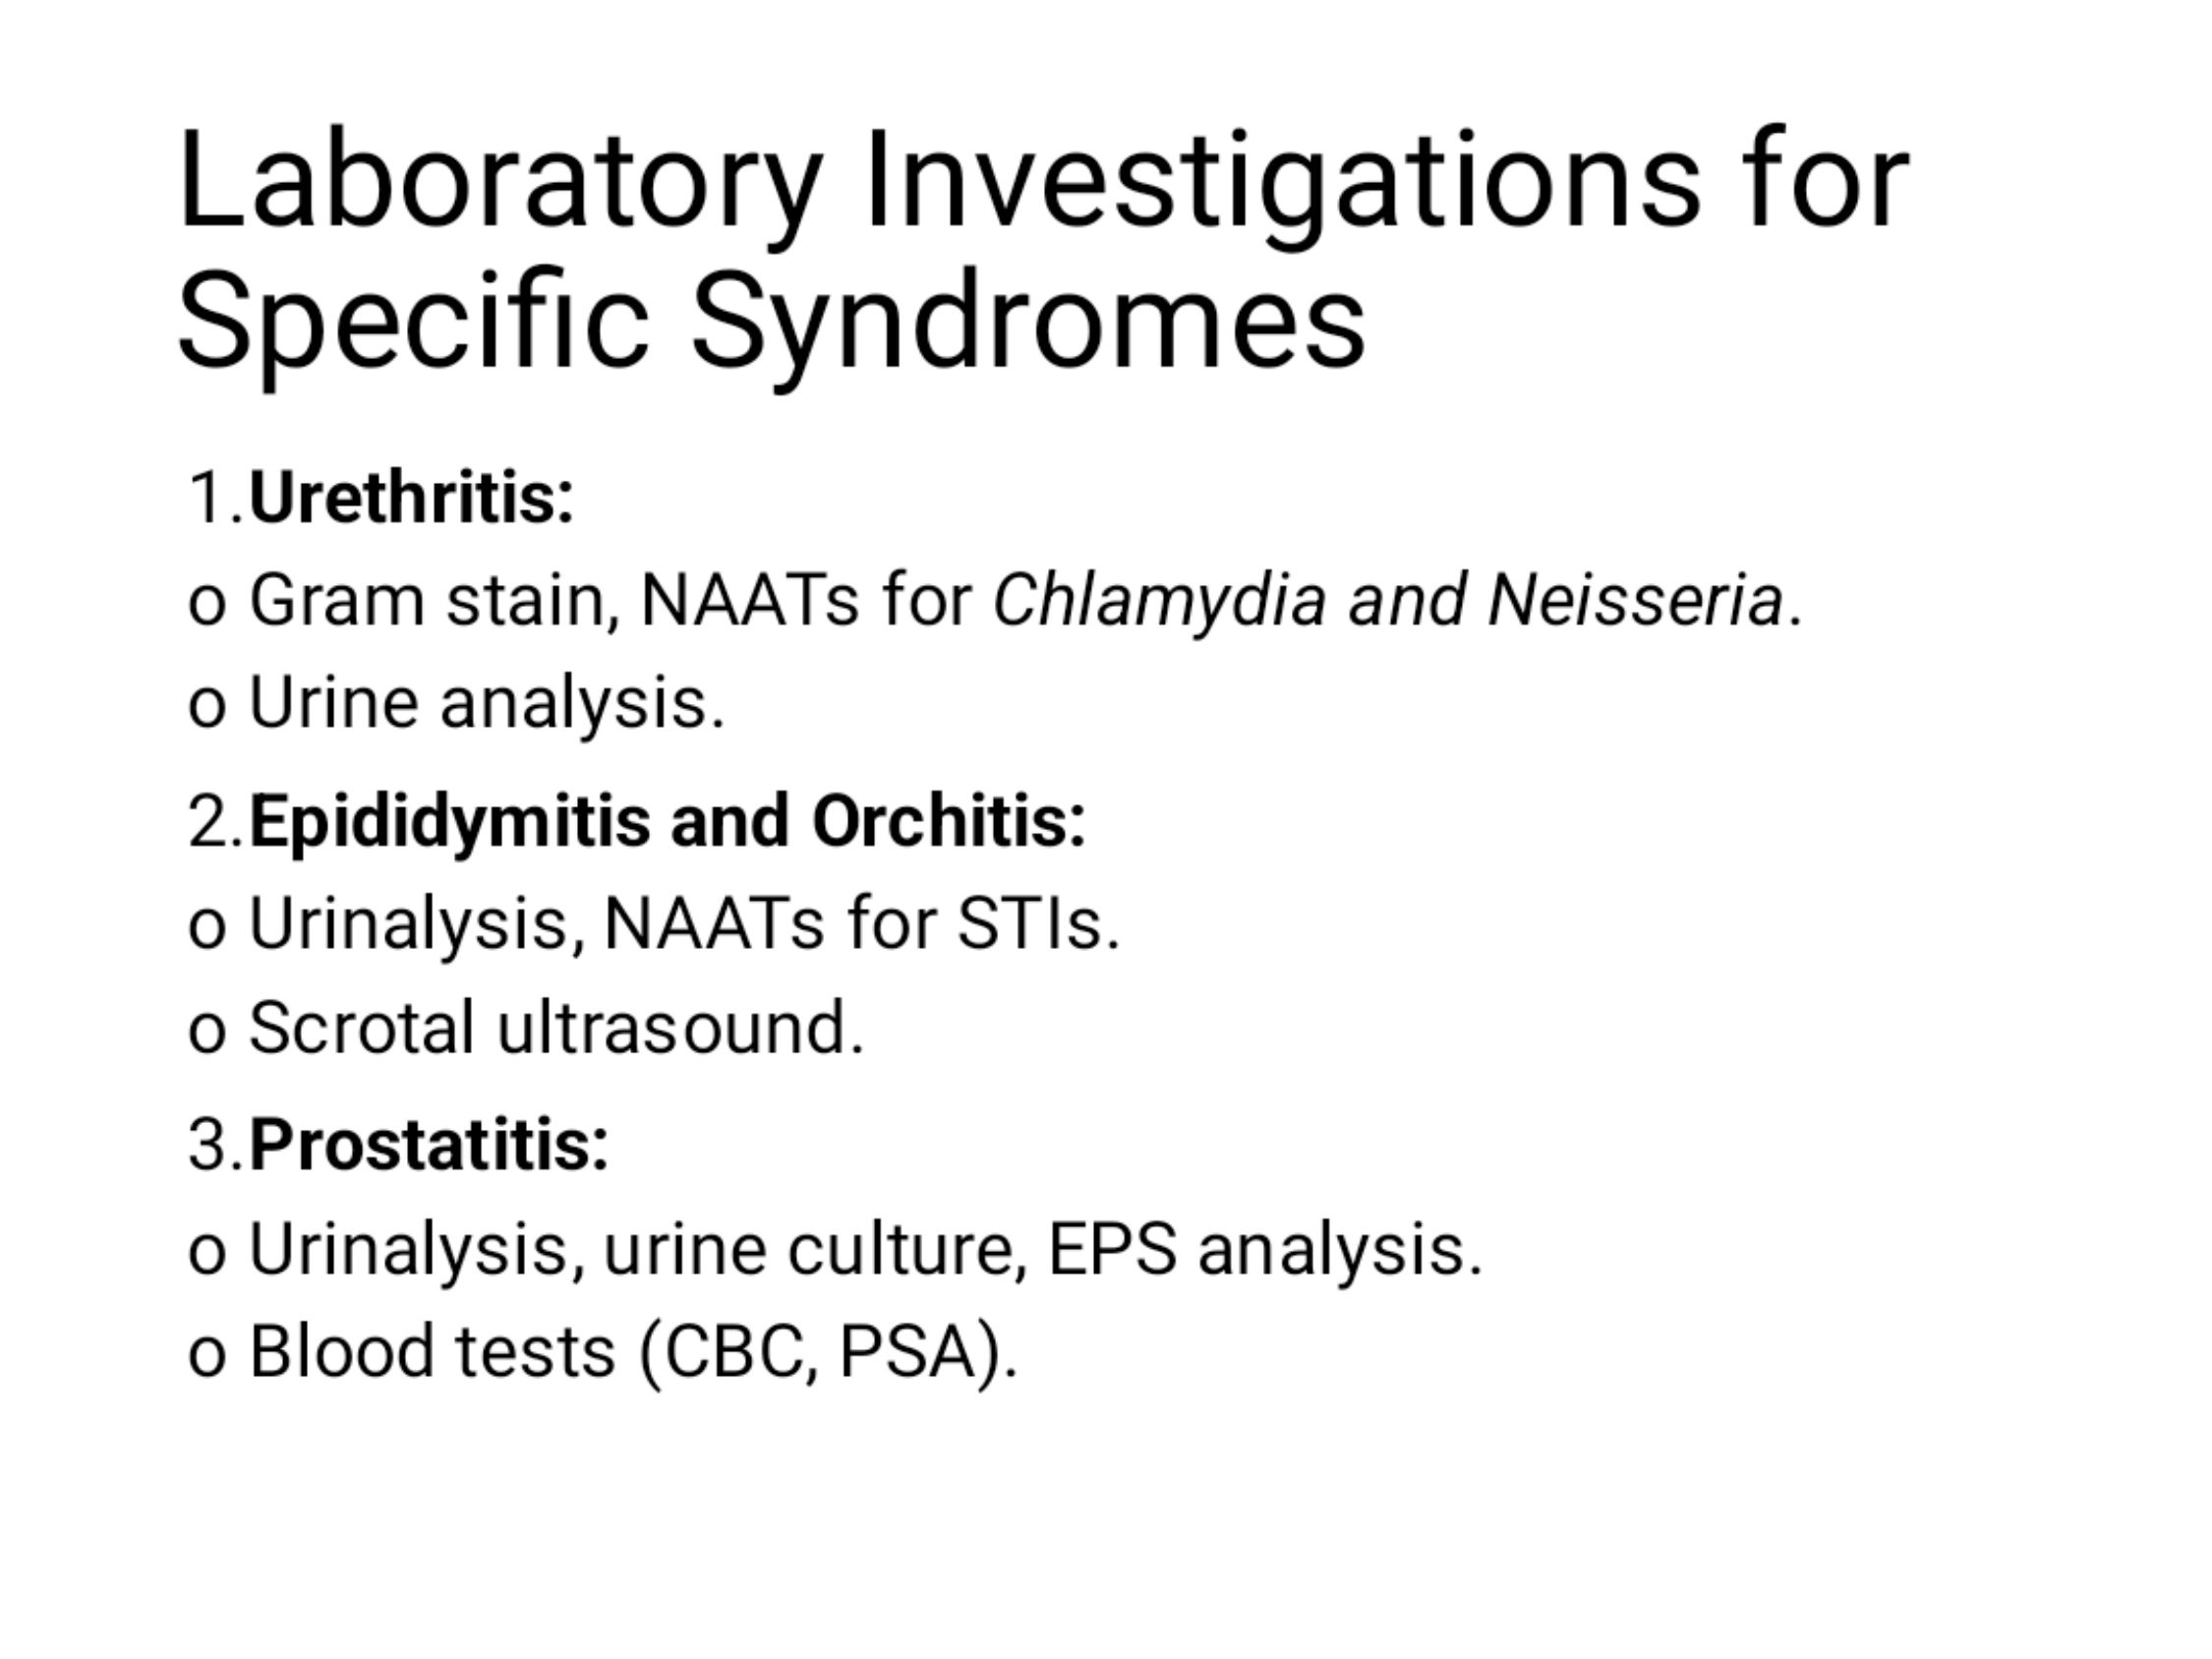 Laboratory Investigations for
Specific Syndromes
1.Urethritis:
o Gram stain, NAATs for Chlamydia and Neisseria.
o Urine analysis.
2.Epididymitis and Orchitis:
o Urinalysis, NAATs for STIs.
o Scrotal ultrasound.
3.Prostatitis:
o Urinalysis, urine culture, EPS analysis.
o Blood tests (CBC, PSA).